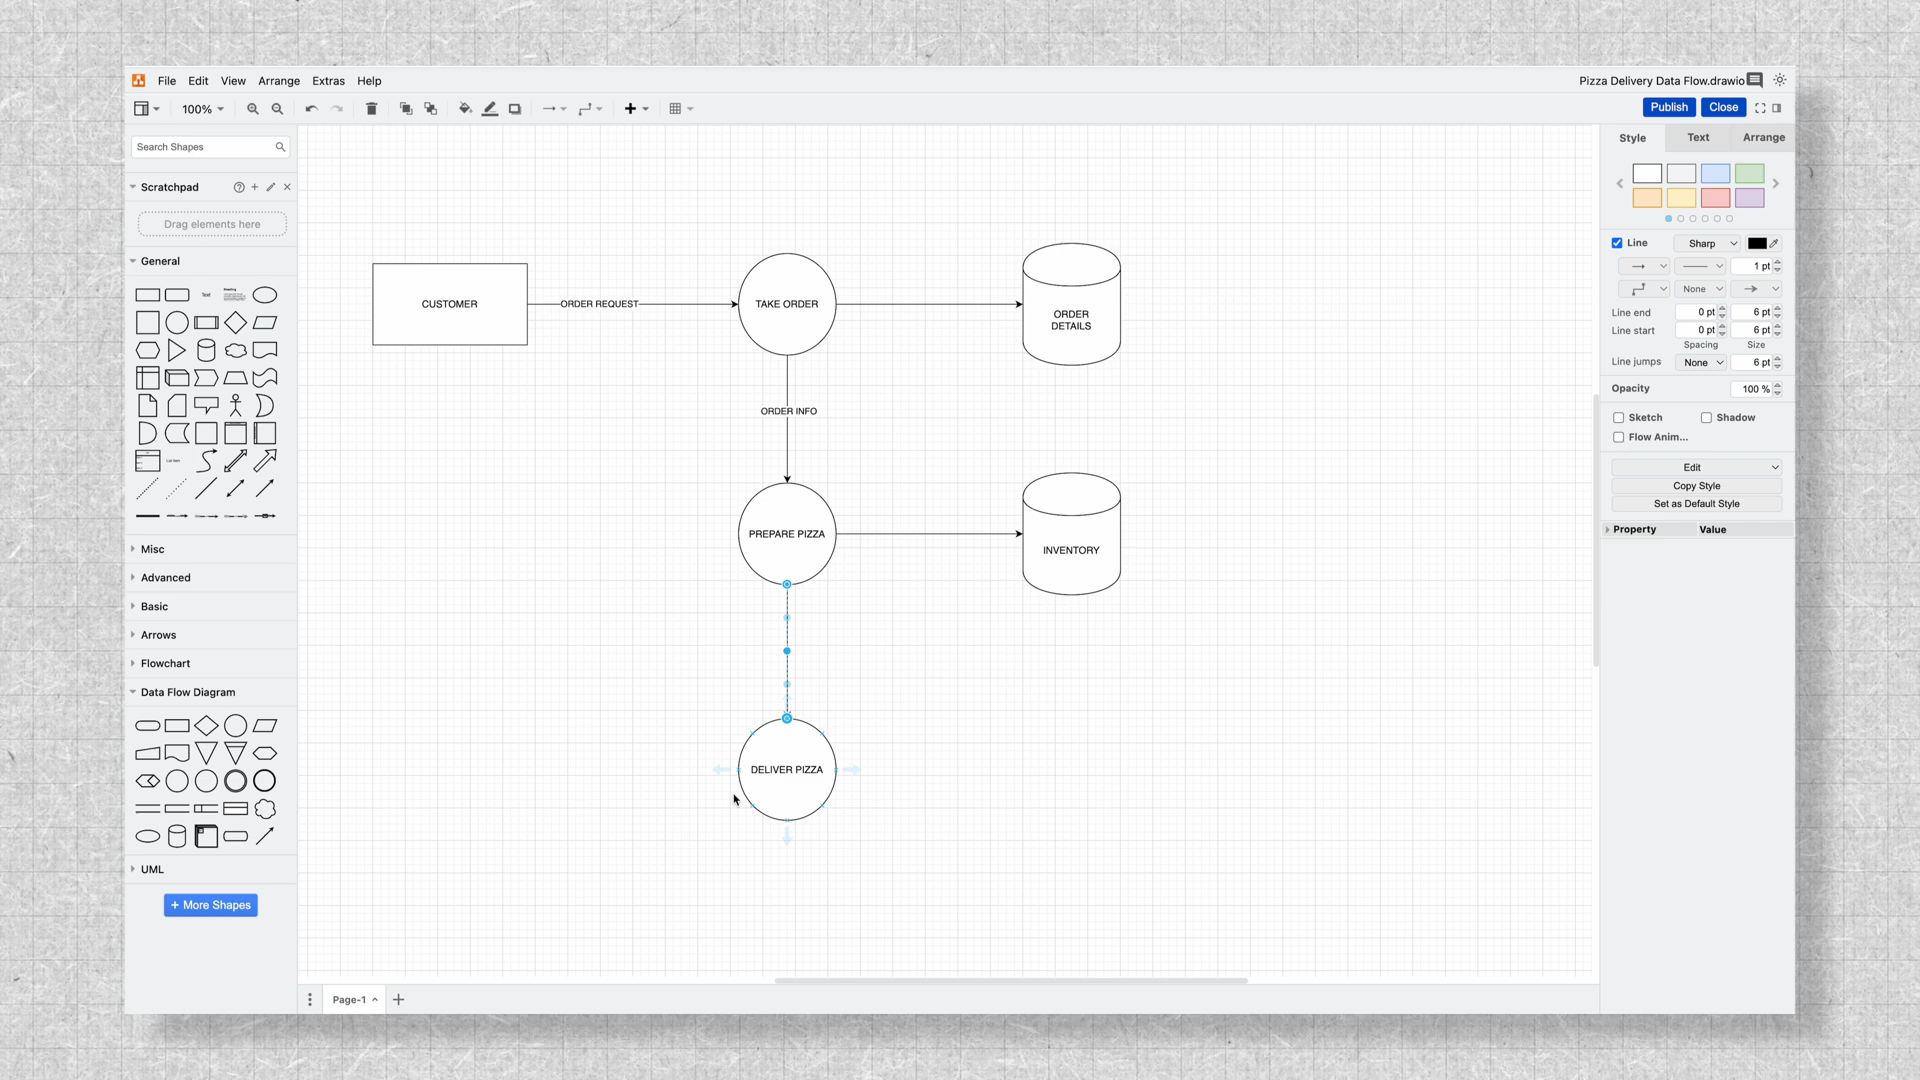 File Edit View Arrange Extras Help
Pizza Delivery Data Flow.drawio
100%
Publish Close
Search Shapes
Style Text Arrange
Scratchpad
Drag elements here
General
Text
Heading
List Item
Line Sharp
1 pt
None
Line end 0 pt 6 pt
Line start 0 pt 6 pt
Spacing Size
Line jumps None 6 pt
Opacity 100 %
Sketch Shadow
Flow Anim...
Edit
Copy Style
Set as Default Style
Property Value
CUSTOMER
ORDER REQUEST
TAKE ORDER
ORDER
DETAILS
ORDER INFO
PREPARE PIZZA
INVENTORY
DELIVER PIZZA
Misc
Advanced
Basic
Arrows
Flowchart
Data Flow Diagram
UML
+ More Shapes
Page-1